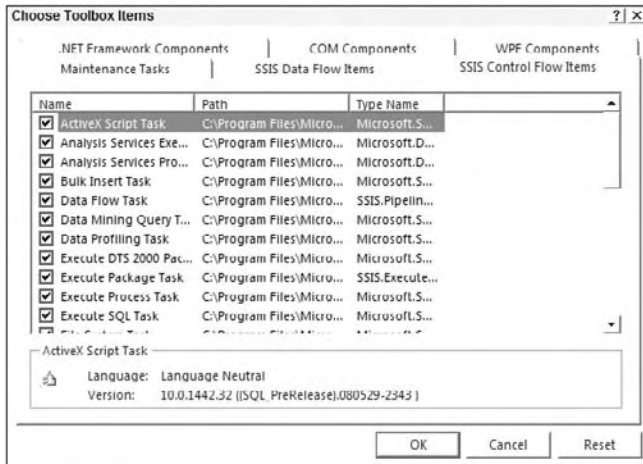 Choose Toolbox Items
.NET Framework Components COM Components WPF Components
Maintenance Tasks SSIS Data Flow Items SSIS Control Flow Items
Name Path Type Name
ActiveX Script Task C:\Program Files\Micro... Microsoft.S...
Analysis Services Exe... C:\Program Files\Micro... Microsoft.D...
Analysis Services Pro... C:\Program Files\Micro... Microsoft.D...
Bulk Insert Task C:\Program Files\Micro... Microsoft.S...
Data Flow Task C:\Program Files\Micro... SSIS.Pipelin...
Data Mining Query T... C:\Program Files\Micro... Microsoft.S...
Data Profiling Task C:\Program Files\Micro... Microsoft.S...
Execute DTS 2000 Pac... C:\Program Files\Micro... Microsoft.S...
Execute Package Task C:\Program Files\Micro... SSIS.Execute...
Execute Process Task C:\Program Files\Micro... Microsoft.S...
Execute SQL Task C:\Program Files\Micro... Microsoft.S...
ActiveX Script Task
Language: Language Neutral
Version: 10.0.1442.32 ((SQL_PreRelease).080529-2343 )
OK Cancel Reset